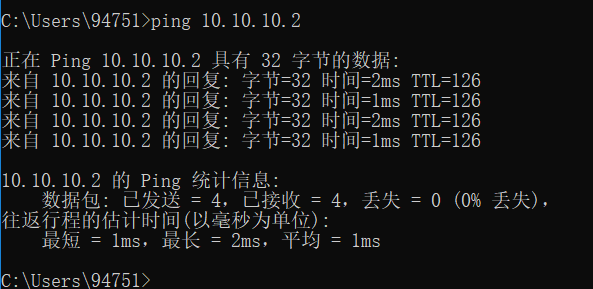 C:\Users\94751>ping 10.10.10.2
正在 Ping 10.10.10.2 具有 32 字节的数据:
来自 10.10.10.2 的回复: 字节=32 时间=2ms TTL=126
来自 10.10.10.2 的回复: 字节=32 时间=1ms TTL=126
来自 10.10.10.2 的回复: 字节=32 时间=2ms TTL=126
来自 10.10.10.2 的回复: 字节=32 时间=1ms TTL=126
10.10.10.2 的 Ping 统计信息:
数据包: 已发送 = 4，已接收 = 4，丢失 = 0 (0% 丢失)，
往返行程的估计时间(以毫秒为单位):
最短 = 1ms，最长 = 2ms，平均 = 1ms
C:\Users\94751>